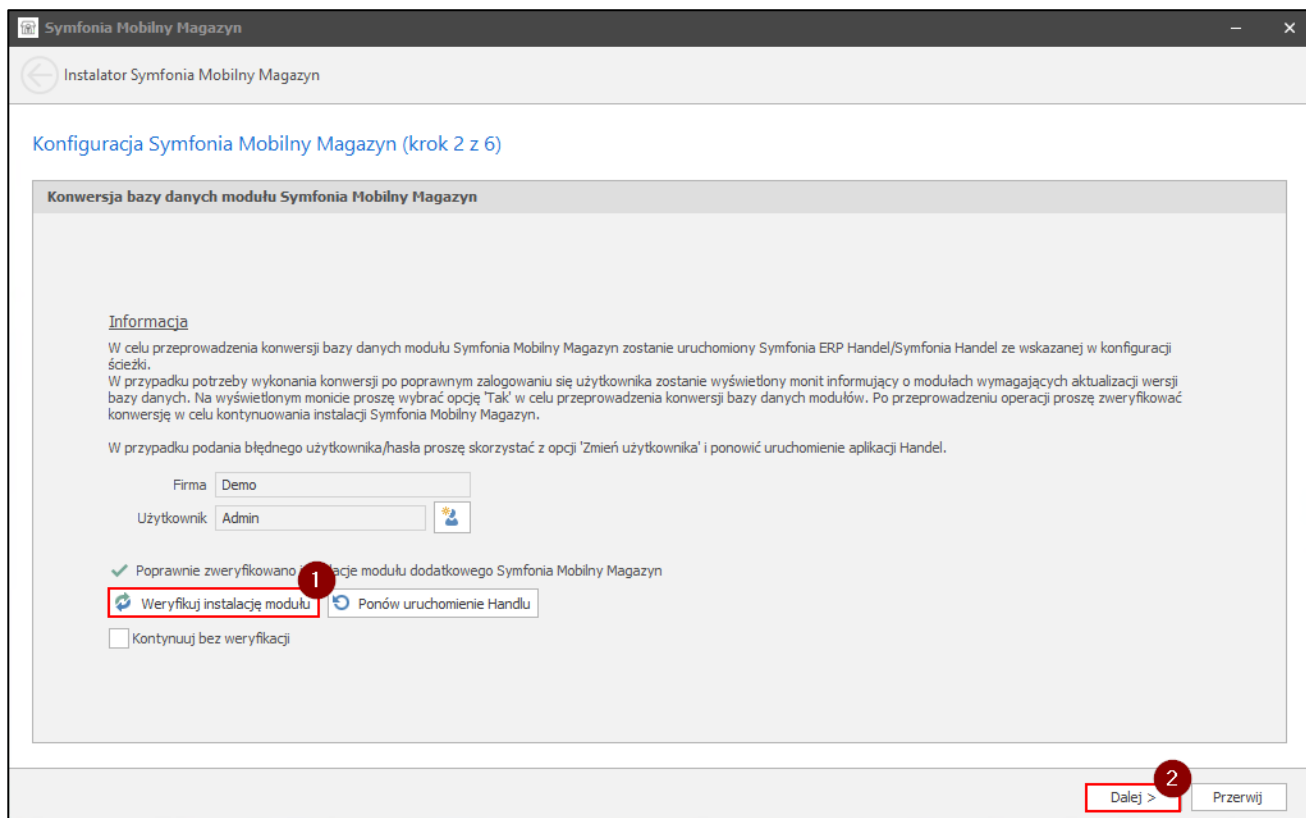 Symfonia Mobilny Magazyn
Instalator Symfonia Mobilny Magazyn
Konfiguracja Symfonia Mobilny Magazyn (krok 2 z 6)
Konwersja bazy danych modułu Symfonia Mobilny Magazyn
Informacja
W celu przeprowadzenia konwersji bazy danych modułu Symfonia Mobilny Magazyn zostanie uruchomiony Symfonia ERP Handel/Symfonia Handel ze wskazanej w konfiguracji
ścieżki.
W przypadku potrzeby wykonania konwersji po poprawnym zalogowaniu się użytkownika zostanie wyświetlony monit informujący o modułach wymagających aktualizacji wersji
bazy danych. Na wyświetlonym monicie proszę wybrać opcję 'Tak' w celu przeprowadzenia konwersji bazy danych modułów. Po przeprowadzeniu operacji proszę zweryfikować
konwersję w celu kontynuowania instalacji Symfonia Mobilny Magazyn.
W przypadku podania błędnego użytkownika/hasła proszę skorzystać z opcji 'Zmień użytkownika' i ponowić uruchomienie aplikacji Handel.
Firma Demo
Użytkownik Admin
Poprawnie zweryfikowano lacje modułu dodatkowego Symfonia Mobilny Magazyn
1
Weryfikuj instalację modułu Ponów uruchomienie Handlu
Kontynuuj bez weryfikacji
2
Dalej > Przerwij